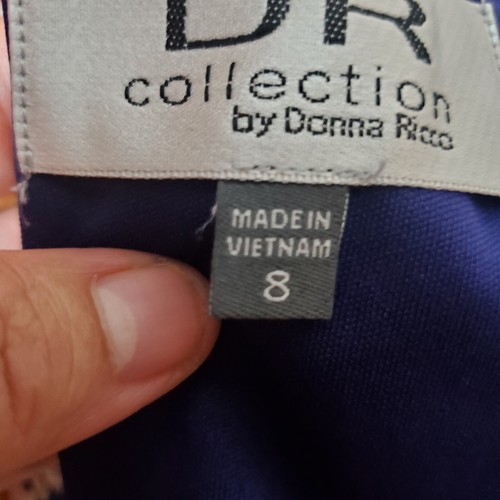 DR
collection
by Donna Ricco
MADE IN
VIETNAM
8